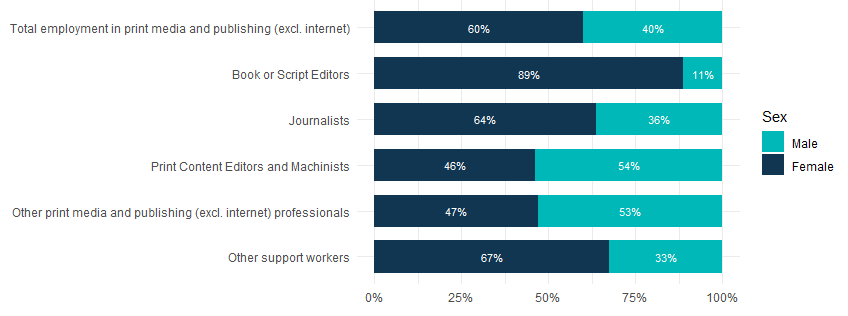 Total employment in print media and publishing (excl. internet) 60% 40%
Book or Script Editors 89% 11%
Journalists 64% 36%
Print Content Editors and Machinists 46% 54%
Other print media and publishing (excl. internet) professionals 47% 53%
Other support workers 67% 33%
0% 25% 50% 75% 100%
Sex
Male
Female